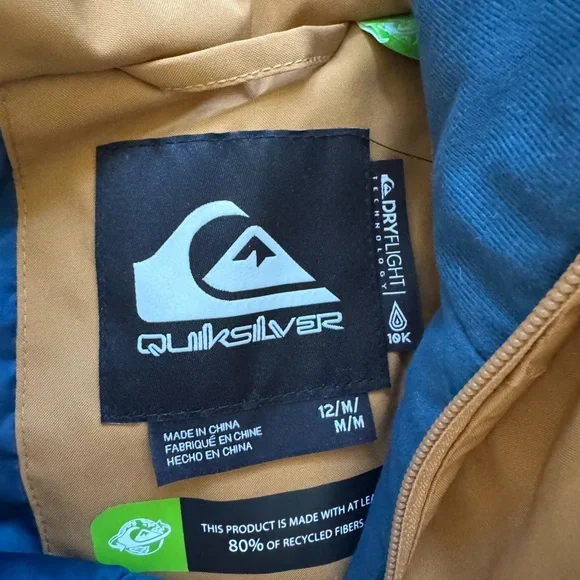 QUIKSILVER
DRYFLIGHT
TECHNOLOGY
10K
12/M/
M/M
MADE IN CHINA
FABRIQUÉ EN CHINE
HECHO EN CHINA
THIS PRODUCT IS MADE WITH AT
80% OF RECYCLED FIBERS